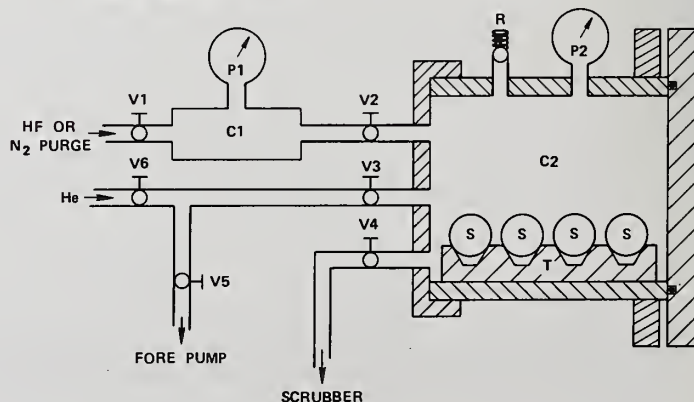 R
P1
P2
V1
V2
C1
HF OR
N₂ PURGE
V6
V3
C2
He
V4
S S S S
T
V5
FORE PUMP
SCRUBBER